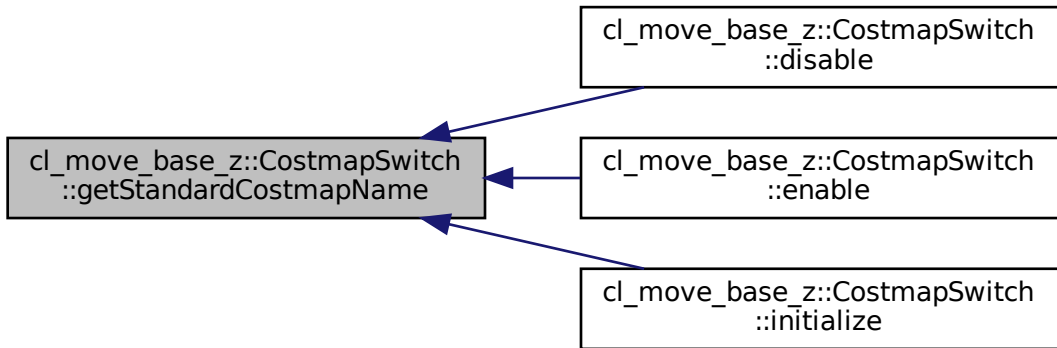 cl_move_base_z::CostmapSwitch
::disable
cl_move_base_z::CostmapSwitch
::getStandardCostmapName
cl_move_base_z::CostmapSwitch
::enable
cl_move_base_z::CostmapSwitch
::initialize